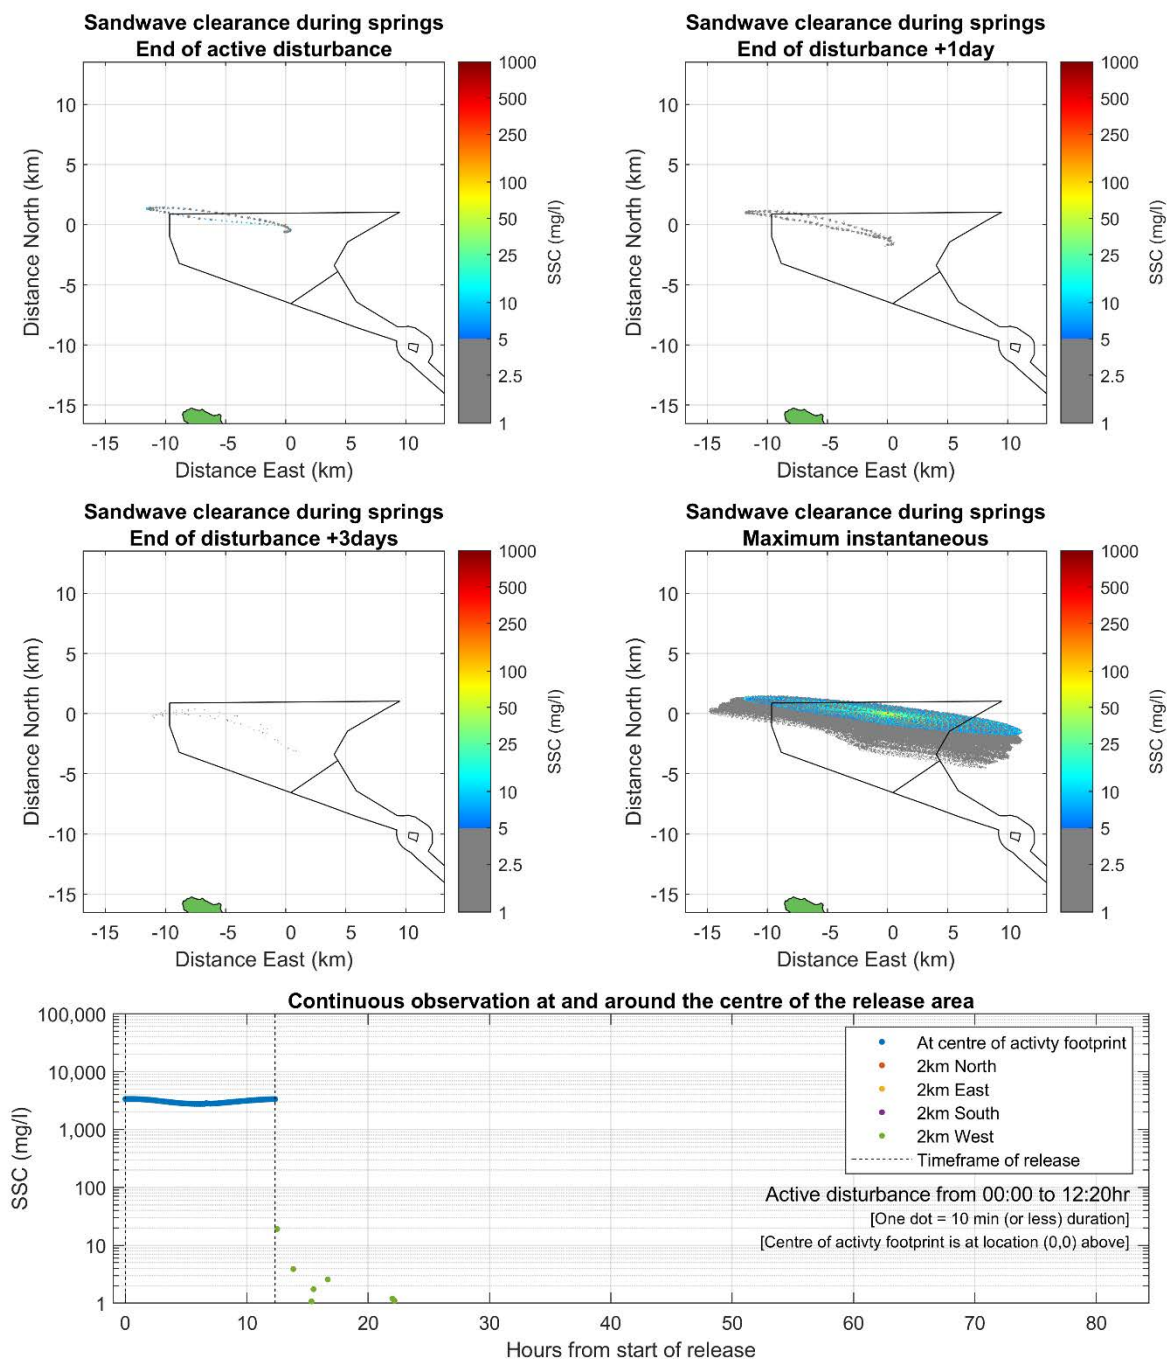 Sandwave clearance during springs
End of active disturbance
Distance North (km)
10
5
0
-5
-10
-15
-15 -10 -5 0 5 10
Distance East (km)
1000
500
250
100
50
25
10
5
2.5
1
SSC (mg/l)
Sandwave clearance during springs
End of disturbance +1day
Distance North (km)
10
5
0
-5
-10
-15
-15 -10 -5 0 5 10
Distance East (km)
1000
500
250
100
50
25
10
5
2.5
1
SSC (mg/l)
Sandwave clearance during springs
End of disturbance +3days
Distance North (km)
10
5
0
-5
-10
-15
-15 -10 -5 0 5 10
Distance East (km)
1000
500
250
100
50
25
10
5
2.5
1
SSC (mg/l)
Sandwave clearance during springs
Maximum instantaneous
Distance North (km)
10
5
0
-5
-10
-15
-15 -10 -5 0 5 10
Distance East (km)
1000
500
250
100
50
25
10
5
2.5
1
SSC (mg/l)
Continuous observation at and around the centre of the release area
SSC (mg/l)
100,000
10,000
1,000
100
10
1
At centre of activty footprint
2km North
2km East
2km South
2km West
Timeframe of release
Active disturbance from 00:00 to 12:20hr
[One dot = 10 min (or less) duration]
[Centre of activty footprint is at location (0,0) above]
0 10 20 30 40 50 60 70 80
Hours from start of release